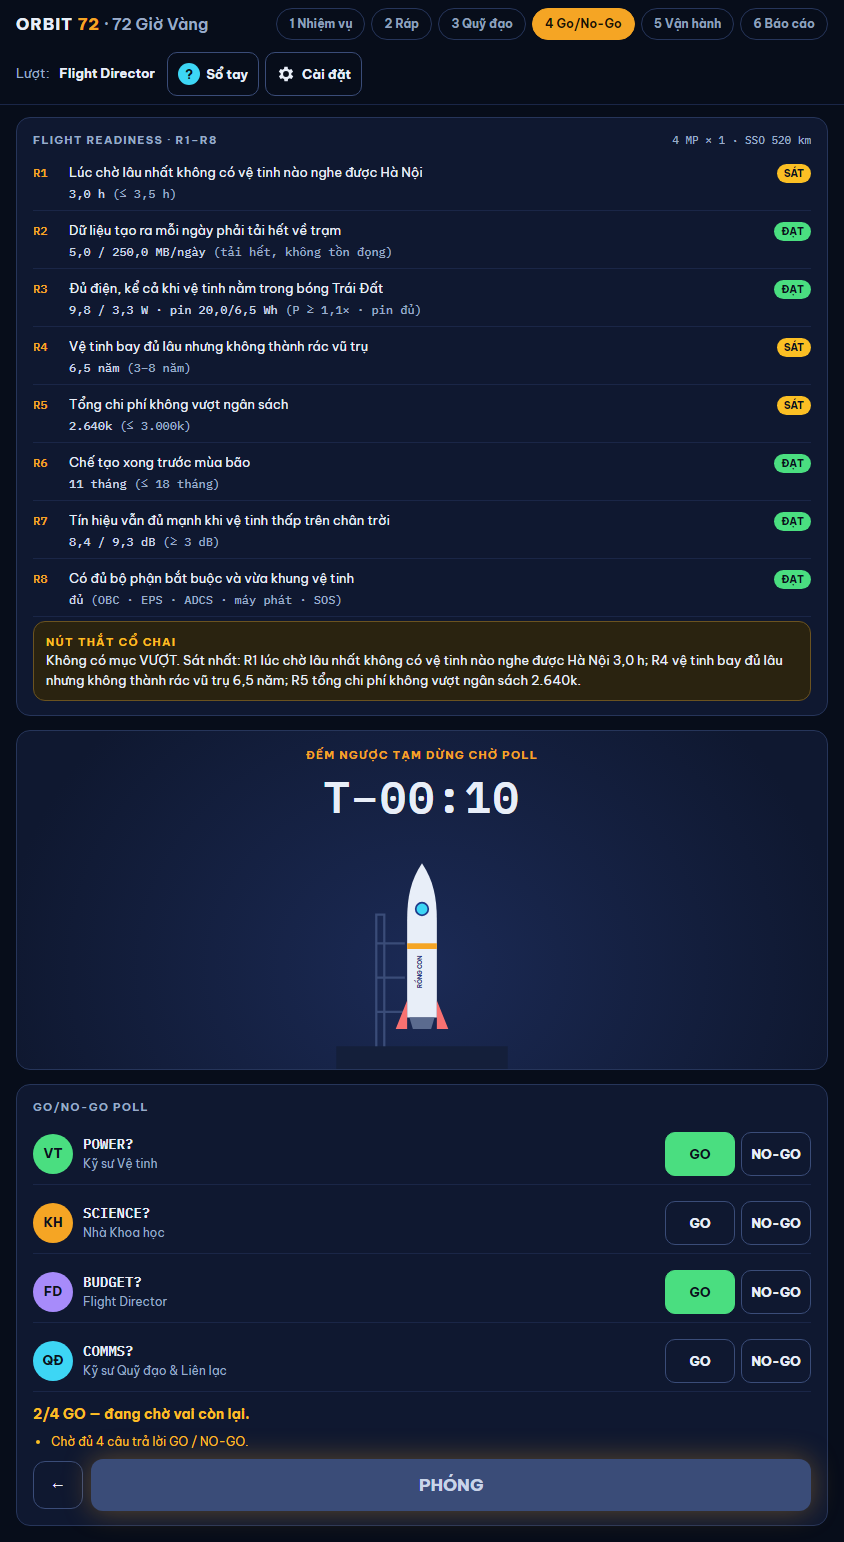 ORBIT 72 · 72 Giờ Vàng
1 Nhiệm vụ
2 Ráp
3 Quỹ đạo
4 Go/No-Go
5 Vận hành
6 Báo cáo
Lượt: Flight Director
? Sổ tay
Cài đặt
FLIGHT READINESS · R1–R8
4 MP × 1 · SSO 520 km
R1 Lúc chờ lâu nhất không có vệ tinh nào nghe được Hà Nội SÁT
3,0 h (≤ 3,5 h)
R2 Dữ liệu tạo ra mỗi ngày phải tải hết về trạm ĐẠT
5,0 / 250,0 MB/ngày (tải hết, không tồn đọng)
R3 Đủ điện, kể cả khi vệ tinh nằm trong bóng Trái Đất ĐẠT
9,8 / 3,3 W · pin 20,0/6,5 Wh (P ≥ 1,1× · pin đủ)
R4 Vệ tinh bay đủ lâu nhưng không thành rác vũ trụ SÁT
6,5 năm (3–8 năm)
R5 Tổng chi phí không vượt ngân sách SÁT
2.640k (≤ 3.000k)
R6 Chế tạo xong trước mùa bão ĐẠT
11 tháng (≤ 18 tháng)
R7 Tín hiệu vẫn đủ mạnh khi vệ tinh thấp trên chân trời ĐẠT
8,4 / 9,3 dB (≥ 3 dB)
R8 Có đủ bộ phận bắt buộc và vừa khung vệ tinh ĐẠT
đủ (OBC · EPS · ADCS · máy phát · SOS)
NÚT THẮT CỔ CHAI
Không có mục VƯỢT. Sát nhất: R1 lúc chờ lâu nhất không có vệ tinh nào nghe được Hà Nội 3,0 h; R4 vệ tinh bay đủ lâu
nhưng không thành rác vũ trụ 6,5 năm; R5 tổng chi phí không vượt ngân sách 2.640k.
ĐẾM NGƯỢC TẠM DỪNG CHỜ POLL
T−00:10
RỒNG CON
GO/NO-GO POLL
VT POWER? GO NO-GO
Kỹ sư Vệ tinh
KH SCIENCE? GO NO-GO
Nhà Khoa học
FD BUDGET? GO NO-GO
Flight Director
QĐ COMMS? GO NO-GO
Kỹ sư Quỹ đạo & Liên lạc
2/4 GO — đang chờ vai còn lại.
• Chờ đủ 4 câu trả lời GO / NO-GO.
← PHÓNG